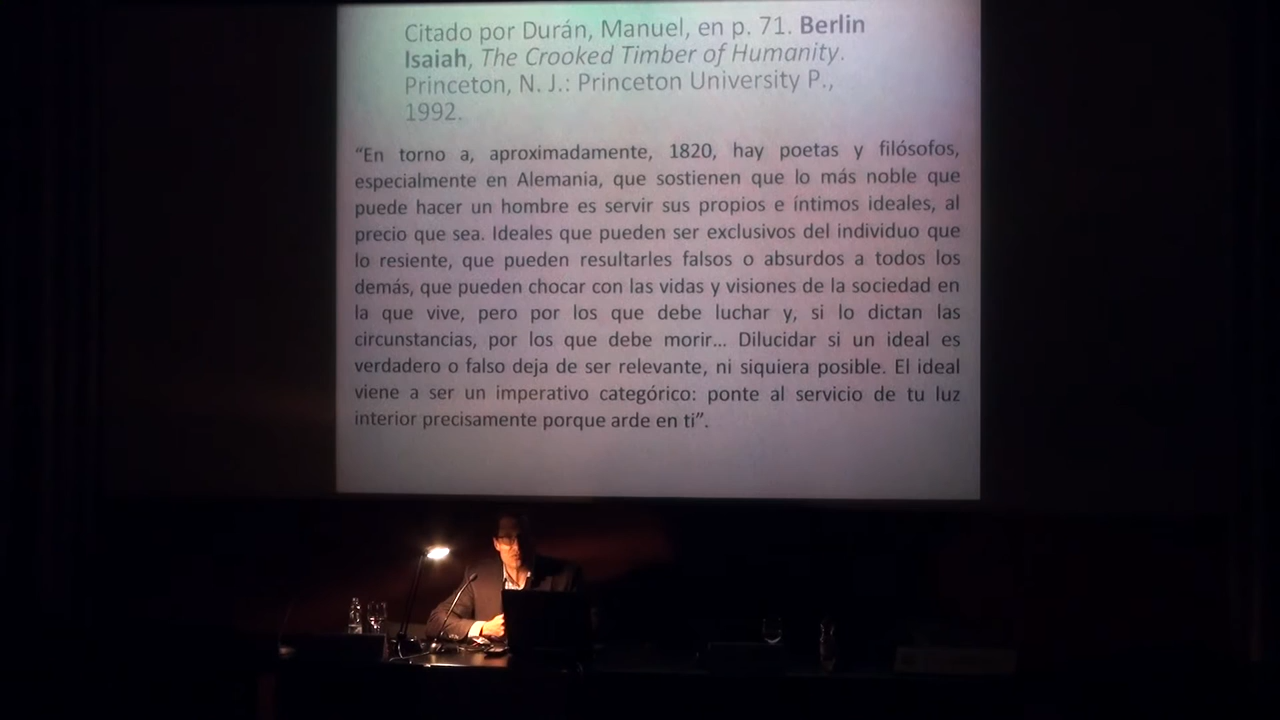 Citado por Durán, Manuel, en p. 71. Berlin
Isaiah, The Crooked Timber of Humanity.
Princeton, N. J.: Princeton University P.,
1992.
“En torno a, aproximadamente, 1820, hay poetas y filósofos,
especialmente en Alemania, que sostienen que lo más noble que
puede hacer un hombre es servir sus propios e íntimos ideales, al
precio que sea. Ideales que pueden ser exclusivos del individuo que
lo resiente, que pueden resultarles falsos o absurdos a todos los
demás, que pueden chocar con las vidas y visiones de la sociedad en
la que vive, pero por los que debe luchar y, si lo dictan las
circunstancias, por los que debe morir... Dilucidar si un ideal es
verdadero o falso deja de ser relevante, ni siquiera posible. El ideal
viene a ser un imperativo categórico: ponte al servicio de tu luz
interior precisamente porque arde en ti”.